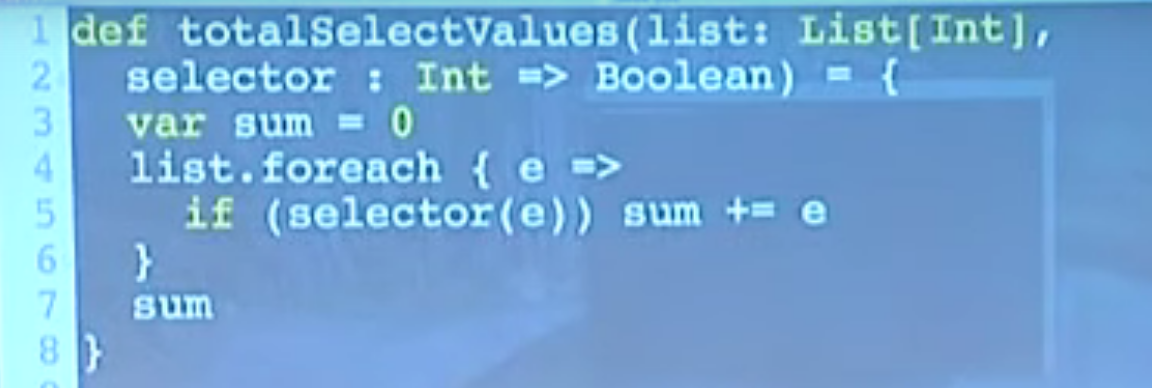 1 def totalSelectValues(list: List[Int],
2 selector : Int => Boolean) = {
3 var sum = 0
4 list.foreach { e =>
5 if (selector(e)) sum += e
6 }
7 sum
8 }